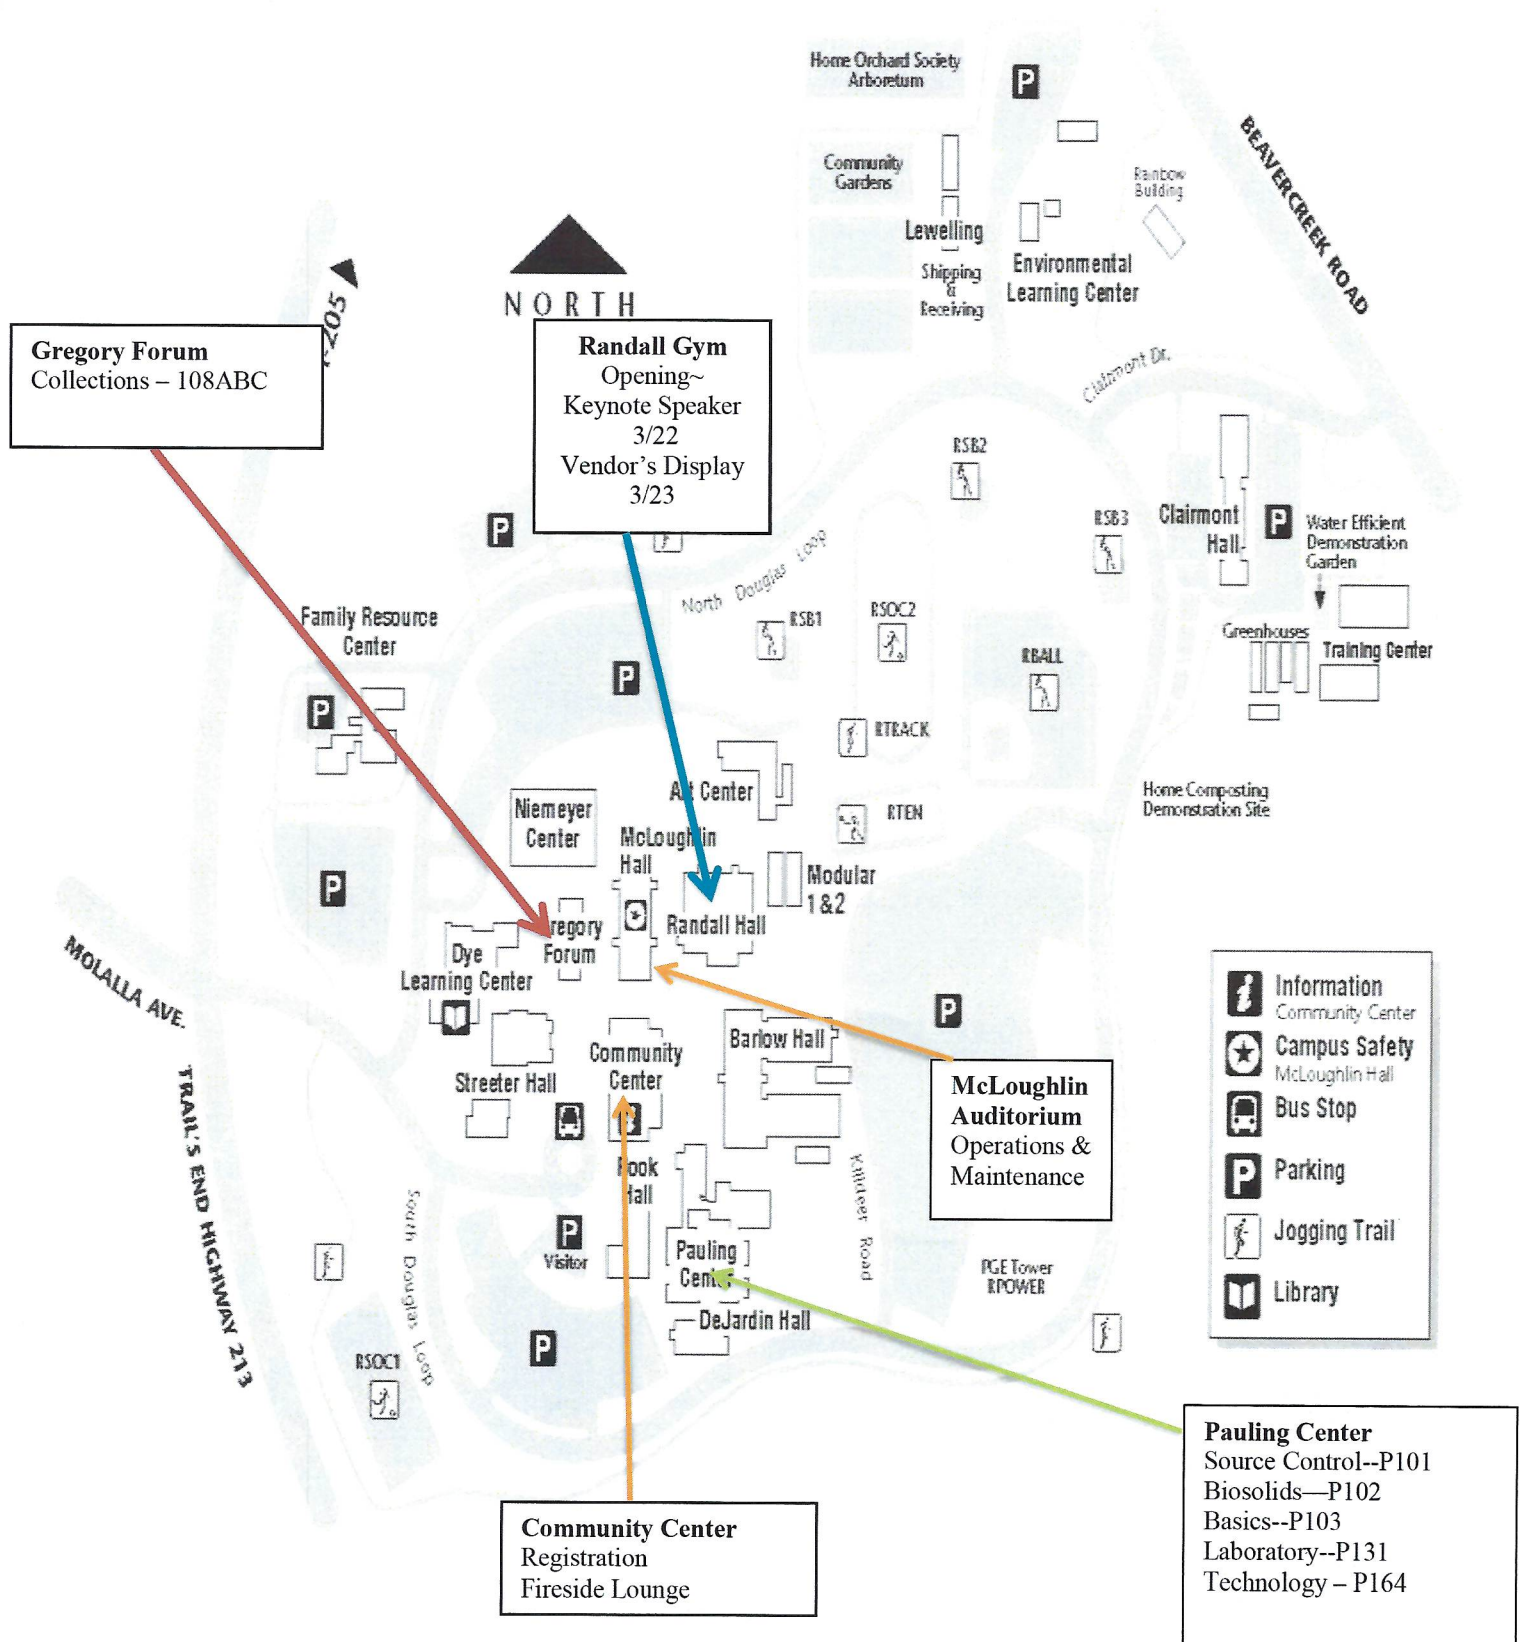 Home Orchard Society
Arboretum
P
BEAVERCREEK ROAD
Community
Gardens
Rainbow
Building
Lewelling
Shipping
&
Receiving
Environmental
Learning Center
NORTH
I-205
Gregory Forum
Collections – 108ABC
Randall Gym
Opening~
Keynote Speaker
3/22
Vendor's Display
3/23
Clairmont Dr.
RSB2
RSB3
Clairmont
Hall
P
Water Efficient
Demonstration
Garden
P
North Douglas Loop
Family Resource
Center
RSB1
RSOC2
Greenhouses
Training Center
RBALL
P
P
RTRACK
Art Center
Home Composting
Demonstration Site
Niemeyer
Center
RTEN
McLoughlin
Hall
P
Modular
1 & 2
Randall Hall
regory
Forum
Dye
Learning Center
MOLALLA AVE.
P
Barlow Hall
Community
Center
Streeter Hall
McLoughlin
Auditorium
Operations &
Maintenance
Information
Community Center
Campus Safety
McLoughlin Hall
Bus Stop
P
Parking
Jogging Trail
Library
TRAIL'S END HIGHWAY 213
South Douglas Loop
Killdeer Road
ook
Hall
P
Visitor
Pauling
Center
PGE Tower
RPOWER
DeJardin Hall
P
RSOC1
Pauling Center
Source Control--P101
Biosolids—P102
Basics--P103
Laboratory--P131
Technology – P164
Community Center
Registration
Fireside Lounge